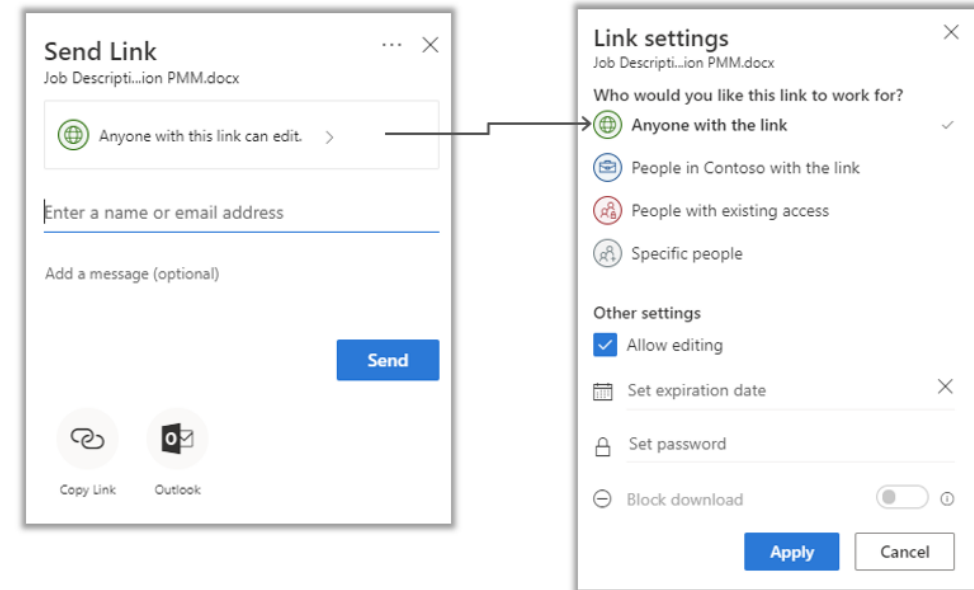 Send Link
Job Descripti...ion PMM.docx
Anyone with this link can edit.
Enter a name or email address
Add a message (optional)
Send
Copy Link
Outlook
Link settings
Job Descripti...ion PMM.docx
Who would you like this link to work for?
Anyone with the link
People in Contoso with the link
People with existing access
Specific people
Other settings
Allow editing
Set expiration date
Set password
Block download
Apply
Cancel